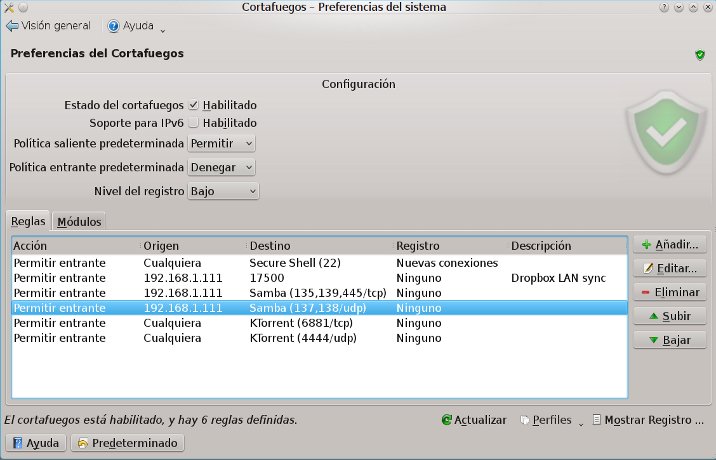 Cortafuegos – Preferencias del sistema
Visión general Ayuda
Preferencias del Cortafuegos
Configuración
Estado del cortafuegos Habilitado
Soporte para IPv6 Habilitado
Política saliente predeterminada Permitir
Política entrante predeterminada Denegar
Nivel del registro Bajo
Reglas Módulos
Acción Origen Destino Registro Descripción
Permitir entrante Cualquiera Secure Shell (22) Nuevas conexiones
Permitir entrante 192.168.1.111 17500 Ninguno Dropbox LAN sync
Permitir entrante 192.168.1.111 Samba (135,139,445/tcp) Ninguno
Permitir entrante 192.168.1.111 Samba (137,138/udp) Ninguno
Permitir entrante Cualquiera KTorrent (6881/tcp) Ninguno
Permitir entrante Cualquiera KTorrent (4444/udp) Ninguno
Añadir...
Editar...
Eliminar
Subir
Bajar
El cortafuegos está habilitado, y hay 6 reglas definidas. Actualizar Perfiles Mostrar Registro ...
Ayuda Predeterminado